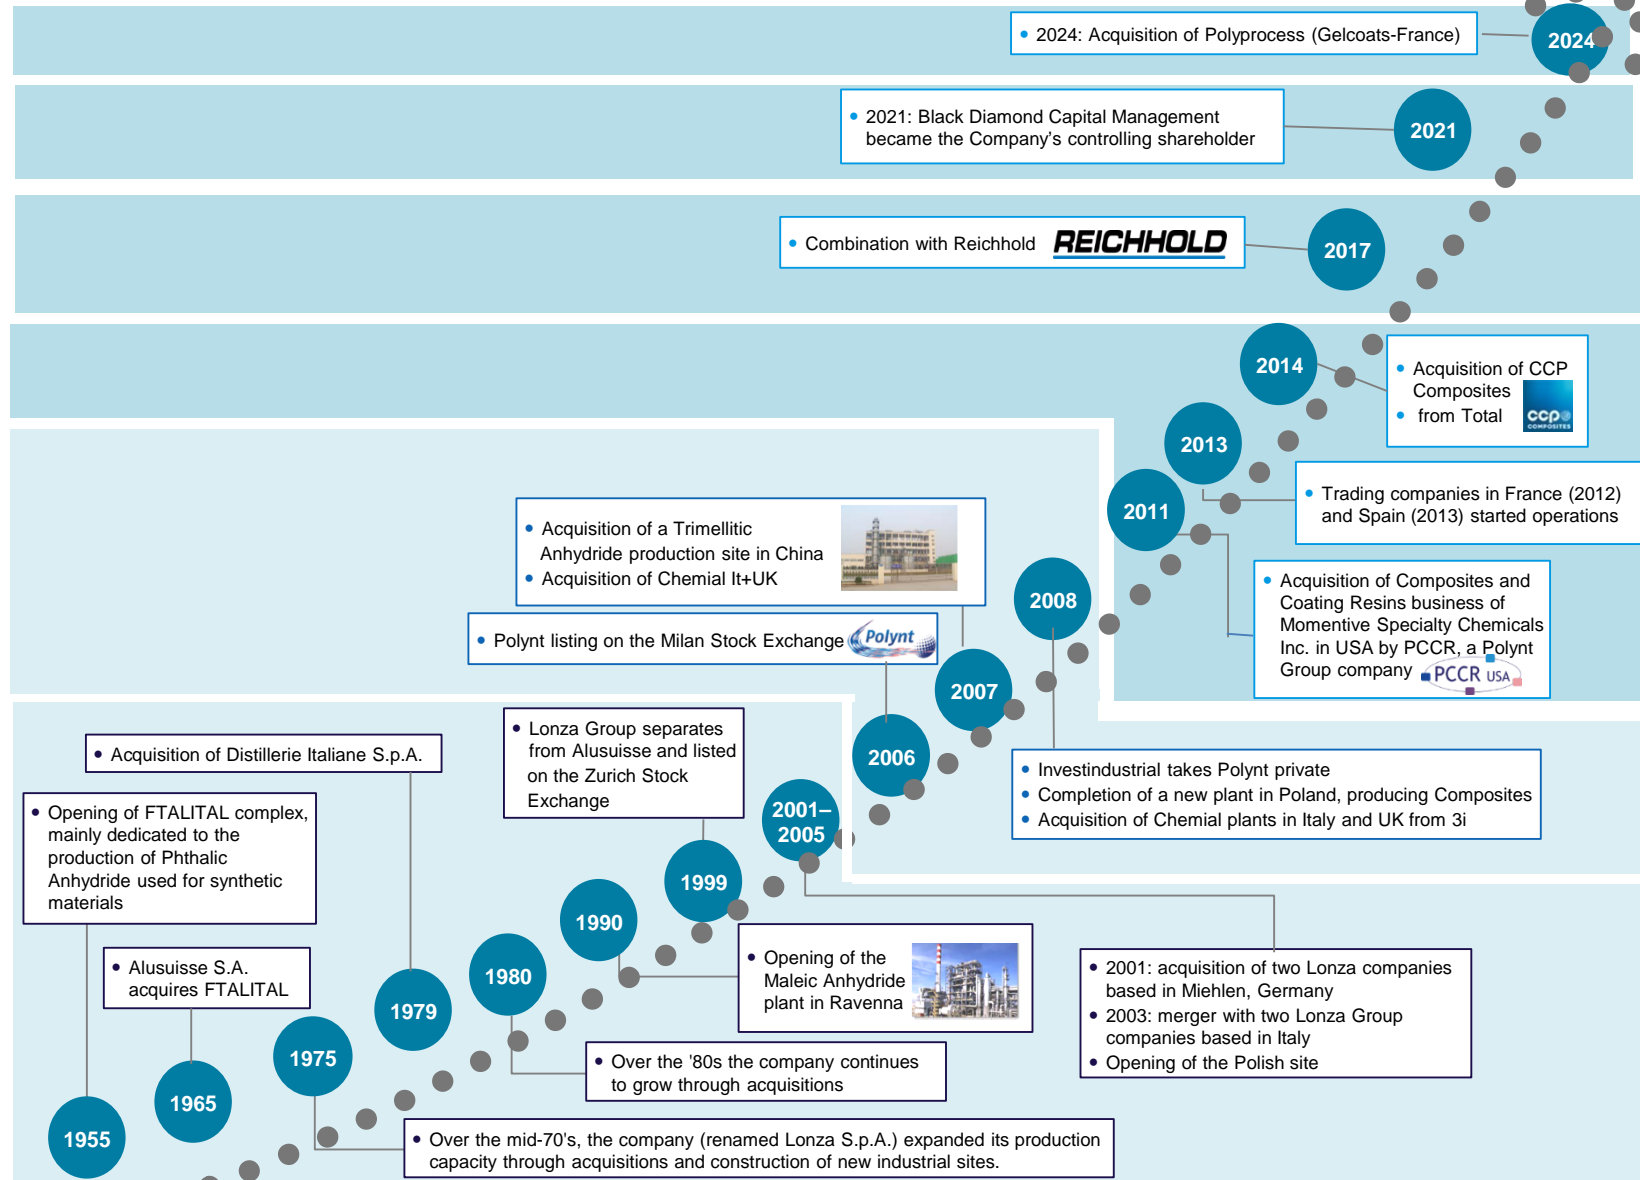 • 2024: Acquisition of Polyprocess (Gelcoats-France)
2024
• 2021: Black Diamond Capital Management
became the Company's controlling shareholder
2021
• Combination with Reichhold
REICHHOLD
2017
2014
• Acquisition of CCP
Composites
• from Total
ccp
COMPOSITES
2013
• Trading companies in France (2012)
and Spain (2013) started operations
2011
• Acquisition of Composites and
Coating Resins business of
Momentive Specialty Chemicals
Inc. in USA by PCCR, a Polynt
Group company
PCCR USA
• Acquisition of a Trimellitic
Anhydride production site in China
• Acquisition of Chemial It+UK
2008
• Polynt listing on the Milan Stock Exchange
Polynt
2007
2006
• Investindustrial takes Polynt private
• Completion of a new plant in Poland, producing Composites
• Acquisition of Chemial plants in Italy and UK from 3i
• Lonza Group separates
from Alusuisse and listed
on the Zurich Stock
Exchange
• Acquisition of Distillerie Italiane S.p.A.
• Opening of FTALITAL complex,
mainly dedicated to the
production of Phthalic
Anhydride used for synthetic
materials
2001–
2005
1999
1990
• Opening of the
Maleic Anhydride
plant in Ravenna
• 2001: acquisition of two Lonza companies
based in Miehlen, Germany
• 2003: merger with two Lonza Group
companies based in Italy
• Opening of the Polish site
• Alusuisse S.A.
acquires FTALITAL
1980
1979
• Over the '80s the company continues
to grow through acquisitions
1975
1965
1955
• Over the mid-70's, the company (renamed Lonza S.p.A.) expanded its production
capacity through acquisitions and construction of new industrial sites.